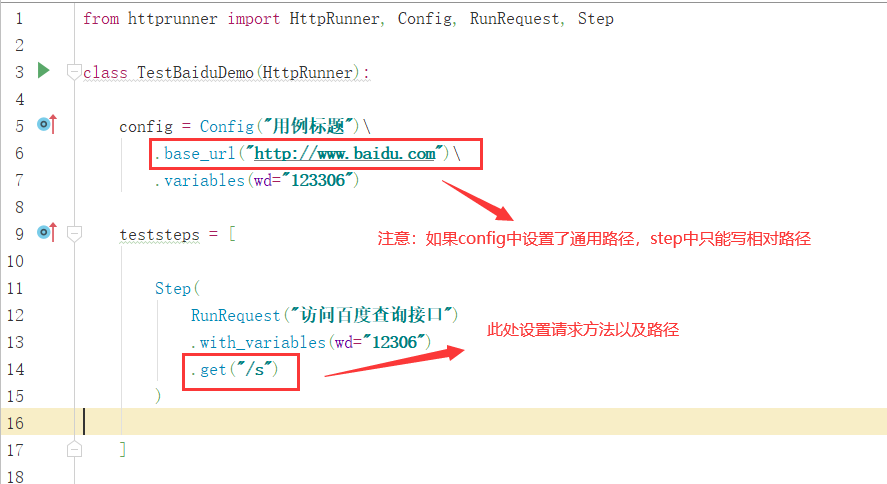 1 from httprunner import HttpRunner, Config, RunRequest, Step
2
3 class TestBaiduDemo(HttpRunner):
4
5 config = Config("用例标题")\
6 .base_url("http://www.baidu.com")\
7 .variables(wd="123306")
8
9 teststeps = [
注意：如果config中设置了通用路径，step中只能写相对路径
10
11 Step(
12 RunRequest("访问百度查询接口")
13 .with_variables(wd="12306")
此处设置请求方法以及路径
14 .get("/s")
15 )
16
17 ]
18